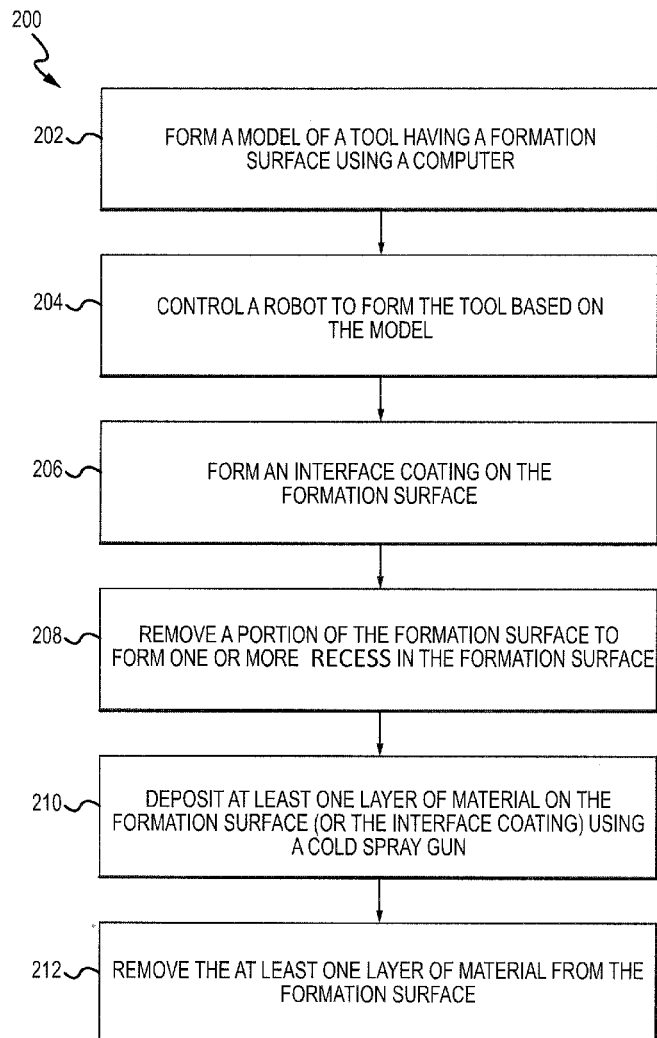 200
202
FORM A MODEL OF A TOOL HAVING A FORMATION
SURFACE USING A COMPUTER
204
CONTROL A ROBOT TO FORM THE TOOL BASED ON
THE MODEL
206
FORM AN INTERFACE COATING ON THE
FORMATION SURFACE
208
REMOVE A PORTION OF THE FORMATION SURFACE TO
FORM ONE OR MORE RECESS IN THE FORMATION SURFACE
210
DEPOSIT AT LEAST ONE LAYER OF MATERIAL ON THE
FORMATION SURFACE (OR THE INTERFACE COATING) USING
A COLD SPRAY GUN
212
REMOVE THE AT LEAST ONE LAYER OF MATERIAL FROM THE
FORMATION SURFACE